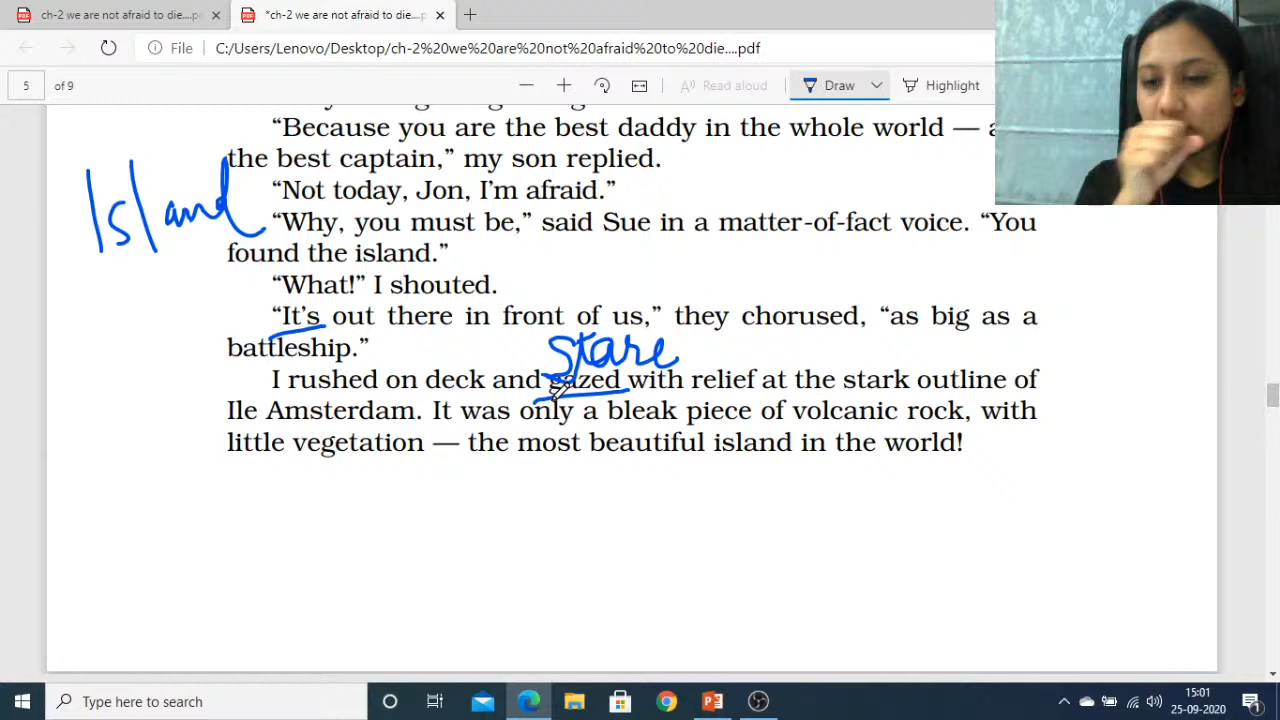 ch-2 we are not afraid to die....pe
*ch-2 we are not afraid to die....p
File C:/Users/Lenovo/Desktop/ch-2%20we%20are%20not%20afraid%20to%20die....pdf
5 of 9 Read aloud Draw Highlight
"Because you are the best daddy in the whole world —
the best captain," my son replied.
"Not today, Jon, I'm afraid."
Island
"Why, you must be," said Sue in a matter-of-fact voice. "You
found the island."
"What!" I shouted.
"It's out there in front of us," they chorused, "as big as a
battleship."
stare
I rushed on deck and gazed with relief at the stark outline of
Ile Amsterdam. It was only a bleak piece of volcanic rock, with
little vegetation — the most beautiful island in the world!
Type here to search
15:01
25-09-2020